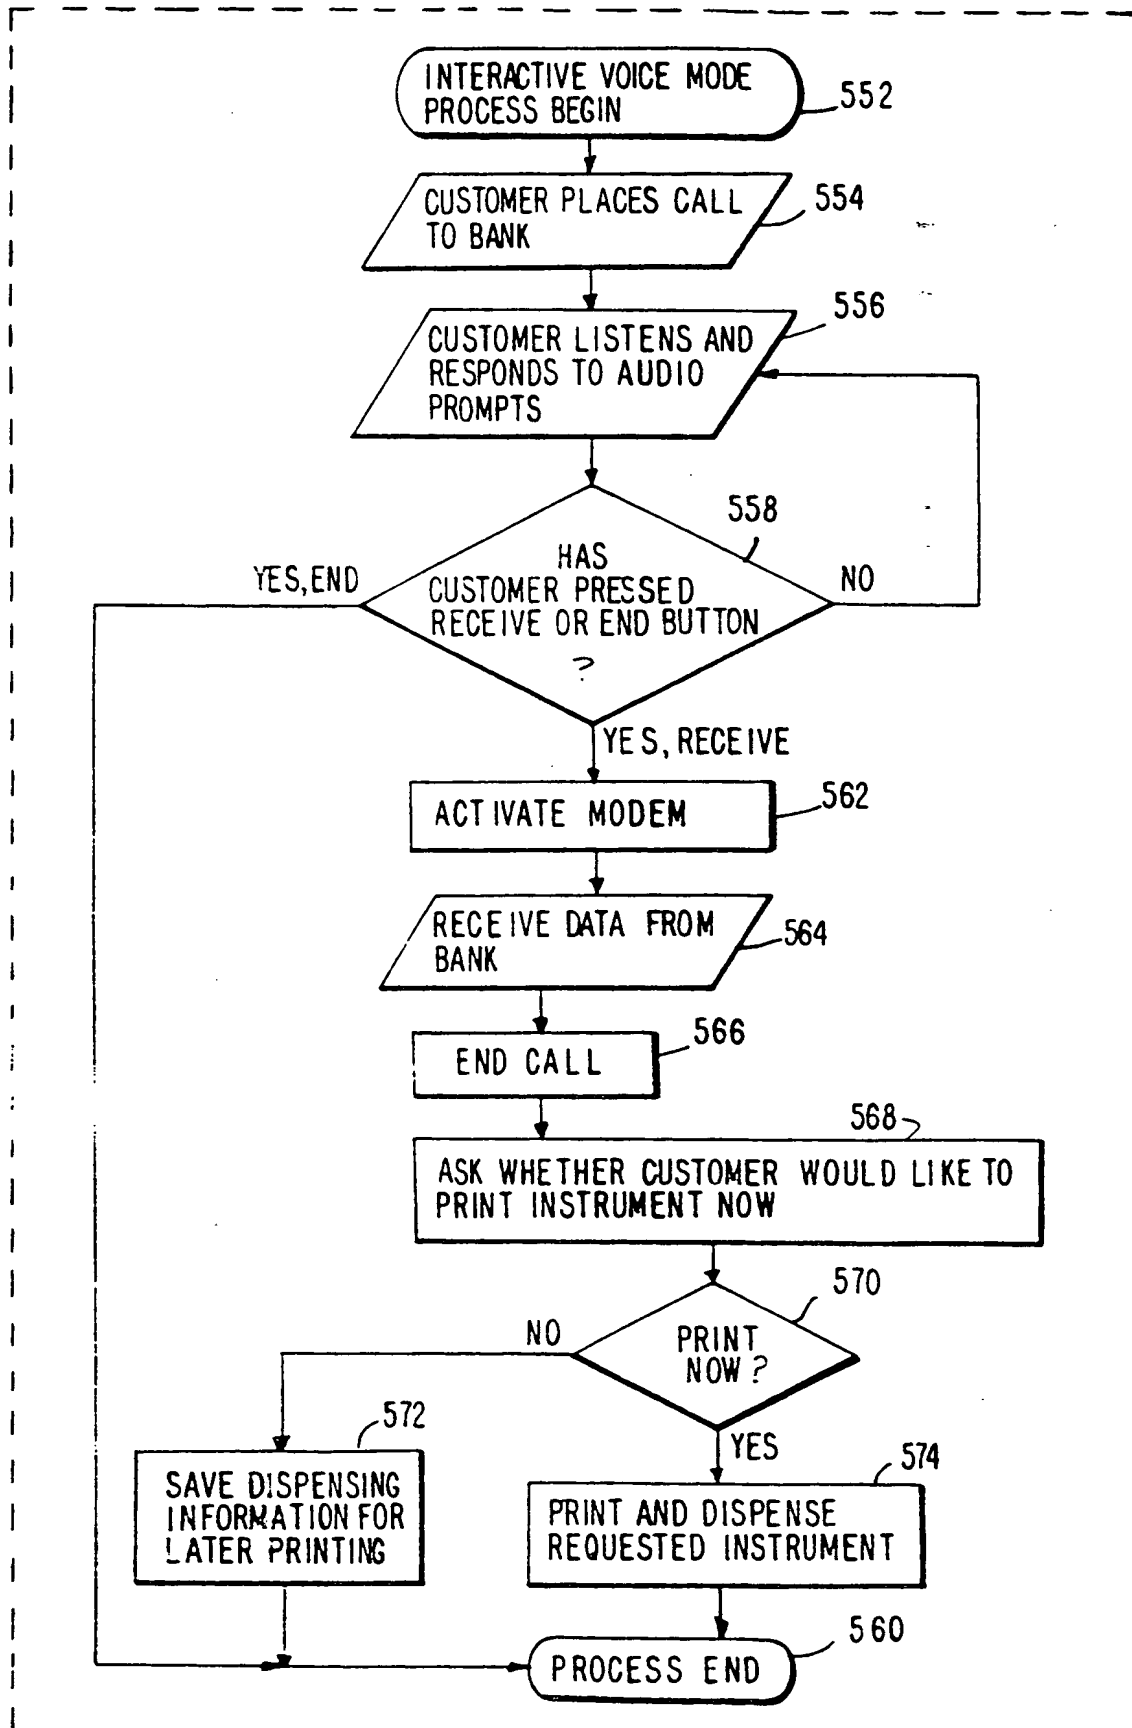 INTERACTIVE VOICE MODE
PROCESS BEGIN
552
CUSTOMER PLACES CALL
TO BANK
554
556
CUSTOMER LISTENS AND
RESPONDS TO AUDIO
PROMPTS
558
HAS
CUSTOMER PRESSED
RECEIVE OR END BUTTON
?
YES, END
NO
YES, RECEIVE
ACTIVATE MODEM
562
RECEIVE DATA FROM
BANK
564
END CALL
566
568
ASK WHETHER CUSTOMER WOULD LIKE TO
PRINT INSTRUMENT NOW
570
PRINT
NOW?
NO
YES
572
SAVE DISPENSING
INFORMATION FOR
LATER PRINTING
574
PRINT AND DISPENSE
REQUESTED INSTRUMENT
560
PROCESS END